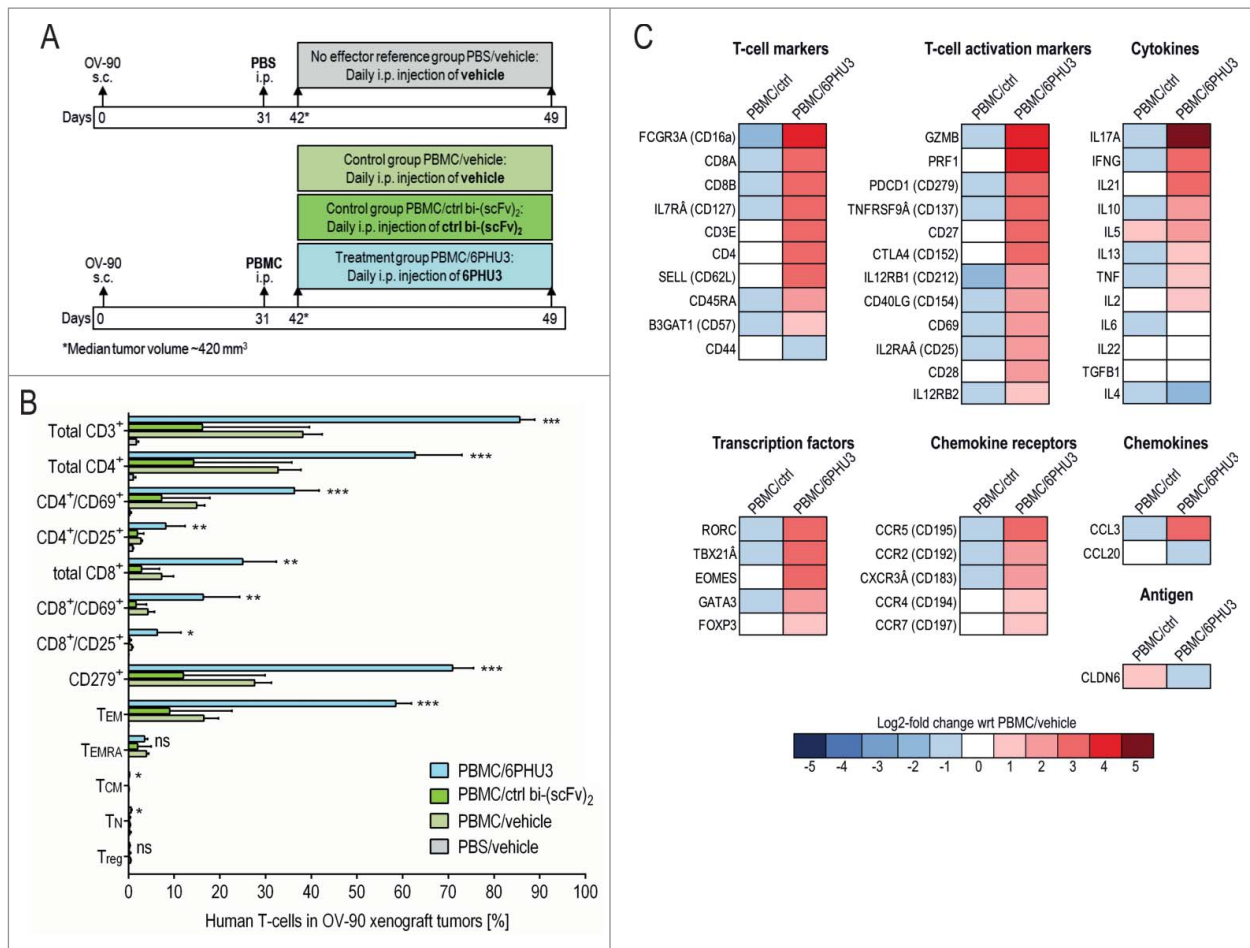 A
OV-90
s.c.
PBS
i.p.
No effector reference group PBS/vehicle:
Daily i.p. injection of vehicle
Days 0 31 42* 49
Control group PBMC/vehicle:
Daily i.p. injection of vehicle
Control group PBMC/ctrl bi-(scFv)2:
Daily i.p. injection of ctrl bi-(scFv)2
OV-90
s.c.
PBMC
i.p.
Treatment group PBMC/6PHU3:
Daily i.p. injection of 6PHU3
Days 0 31 42* 49
*Median tumor volume ~420 mm3
B
Total CD3+ ***
Total CD4+ ***
CD4+/CD69+ ***
CD4+/CD25+ **
total CD8+ **
CD8+/CD69+ **
CD8+/CD25+ *
CD279+ ***
TEM ***
TEMRA ns
TCM *
TN *
Treg ns
PBMC/6PHU3
PBMC/ctrl bi-(scFv)2
PBMC/vehicle
PBS/vehicle
0 10 20 30 40 50 60 70 80 90 100
Human T-cells in OV-90 xenograft tumors [%]
C
T-cell markers
PBMC/ctrl
PBMC/6PHU3
FCGR3A (CD16a)
CD8A
CD8B
IL7RÂ (CD127)
CD3E
CD4
SELL (CD62L)
CD45RA
B3GAT1 (CD57)
CD44
T-cell activation markers
PBMC/ctrl
PBMC/6PHU3
GZMB
PRF1
PDCD1 (CD279)
TNFRSF9Â (CD137)
CD27
CTLA4 (CD152)
IL12RB1 (CD212)
CD40LG (CD154)
CD69
IL2RAÂ (CD25)
CD28
IL12RB2
Cytokines
PBMC/ctrl
PBMC/6PHU3
IL17A
IFNG
IL21
IL10
IL5
IL13
TNF
IL2
IL6
IL22
TGFB1
IL4
Transcription factors
PBMC/ctrl
PBMC/6PHU3
RORC
TBX21Â
EOMES
GATA3
FOXP3
Chemokine receptors
PBMC/ctrl
PBMC/6PHU3
CCR5 (CD195)
CCR2 (CD192)
CXCR3Â (CD183)
CCR4 (CD194)
CCR7 (CD197)
Chemokines
PBMC/ctrl
PBMC/6PHU3
CCL3
CCL20
Antigen
PBMC/ctrl
PBMC/6PHU3
CLDN6
Log2-fold change wrt PBMC/vehicle
-5 -4 -3 -2 -1 0 1 2 3 4 5